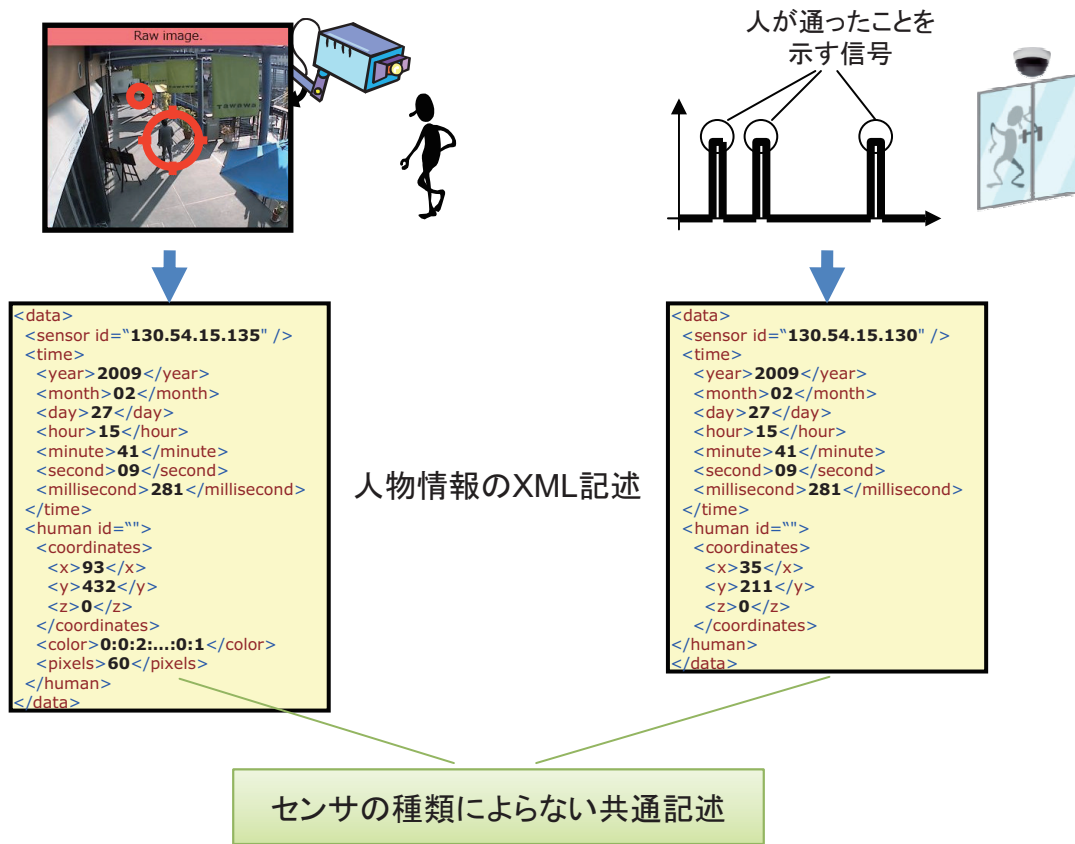 Raw image.
TAWAWA
人が通ったことを
示す信号
<data>
<sensor id=“130.54.15.135" />
<time>
<year>2009</year>
<month>02</month>
<day>27</day>
<hour>15</hour>
<minute>41</minute>
<second>09</second>
<millisecond>281</millisecond>
</time>
<human id=“">
<coordinates>
<x>93</x>
<y>432</y>
<z>0</z>
</coordinates>
<color>0:0:2:...:0:1</color>
<pixels>60</pixels>
</human>
</data>
人物情報のXML記述
<data>
<sensor id=“130.54.15.130" />
<time>
<year>2009</year>
<month>02</month>
<day>27</day>
<hour>15</hour>
<minute>41</minute>
<second>09</second>
<millisecond>281</millisecond>
</time>
<human id=“">
<coordinates>
<x>35</x>
<y>211</y>
<z>0</z>
</coordinates>
</human>
</data>
センサの種類によらない共通記述